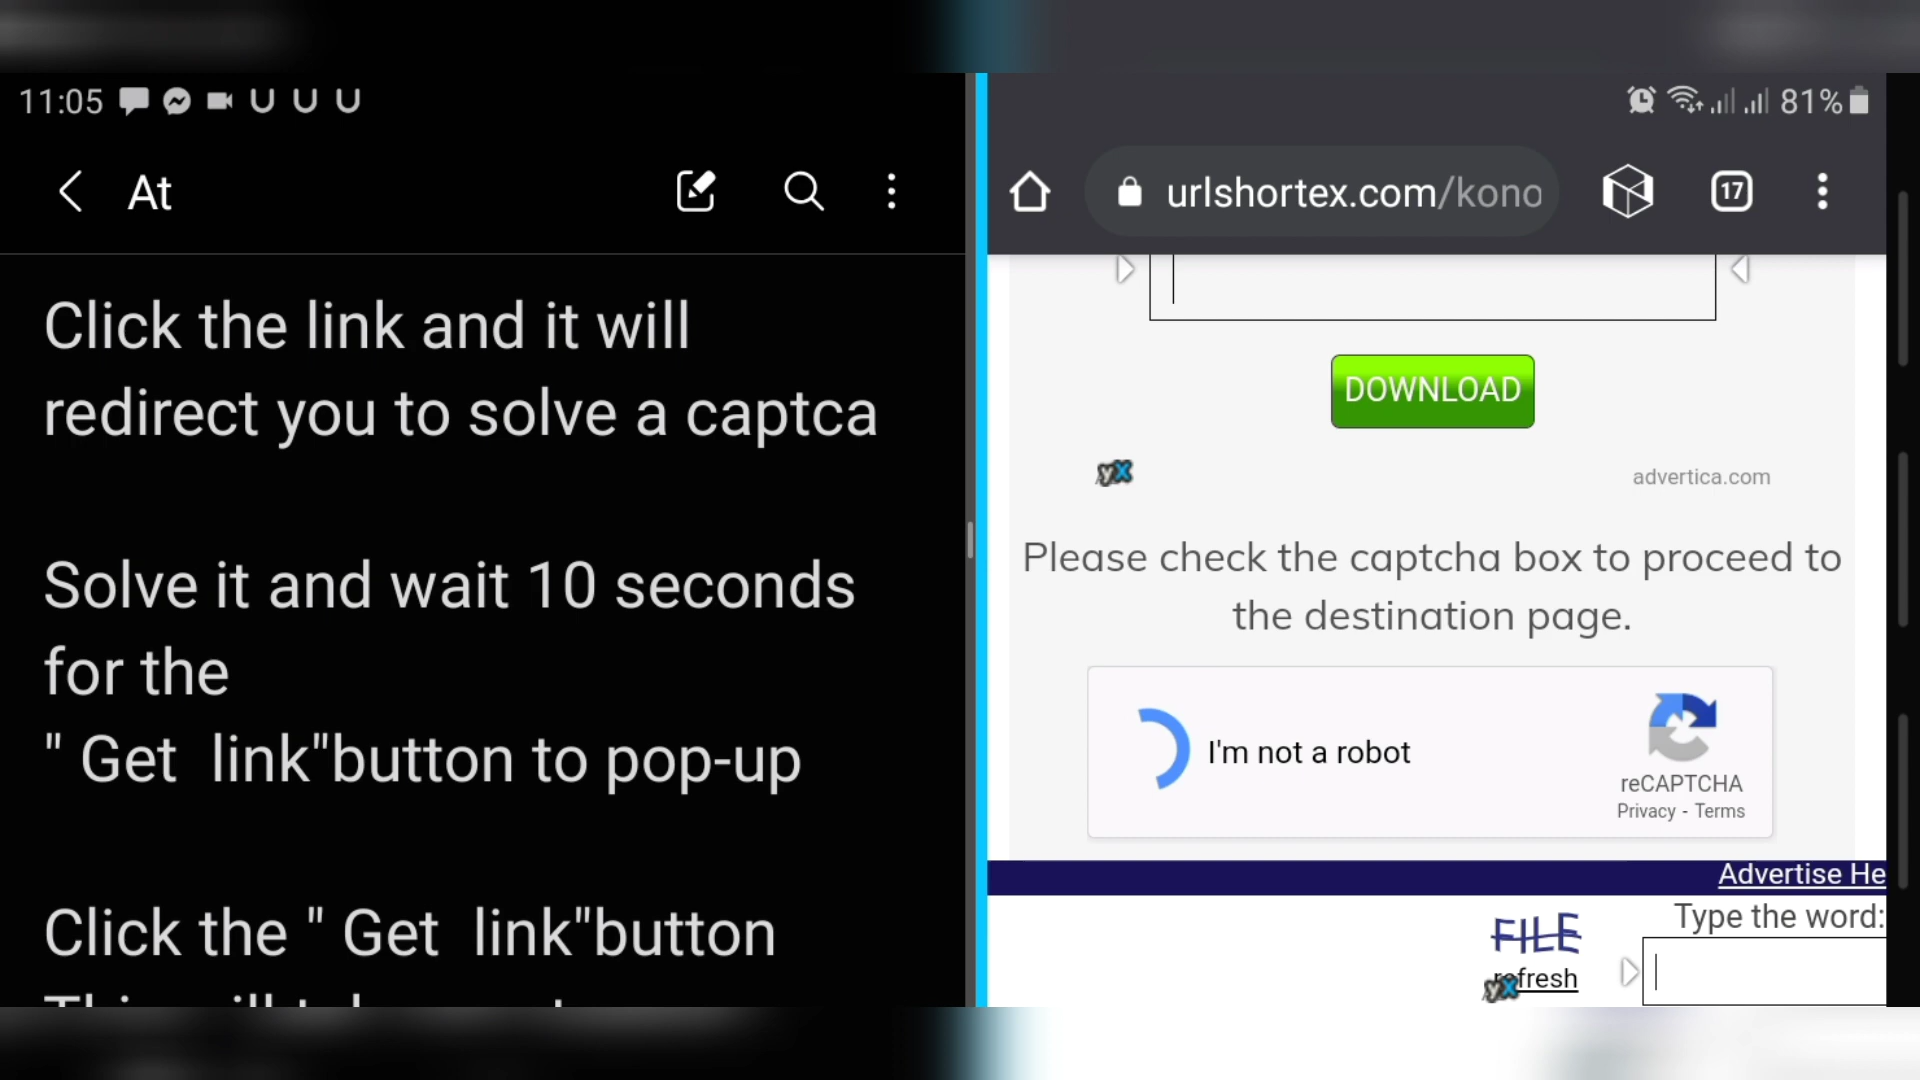 11:05 U U U
At
Click the link and it will
redirect you to solve a captca
Solve it and wait 10 seconds
for the
" Get link"button to pop-up
Click the " Get link"button
81%
urlshortex.com/kono
17
DOWNLOAD
yx
advertica.com
Please check the captcha box to proceed to
the destination page.
I'm not a robot
reCAPTCHA
Privacy - Terms
Advertise He
Type the word:
FILE
refresh
yx